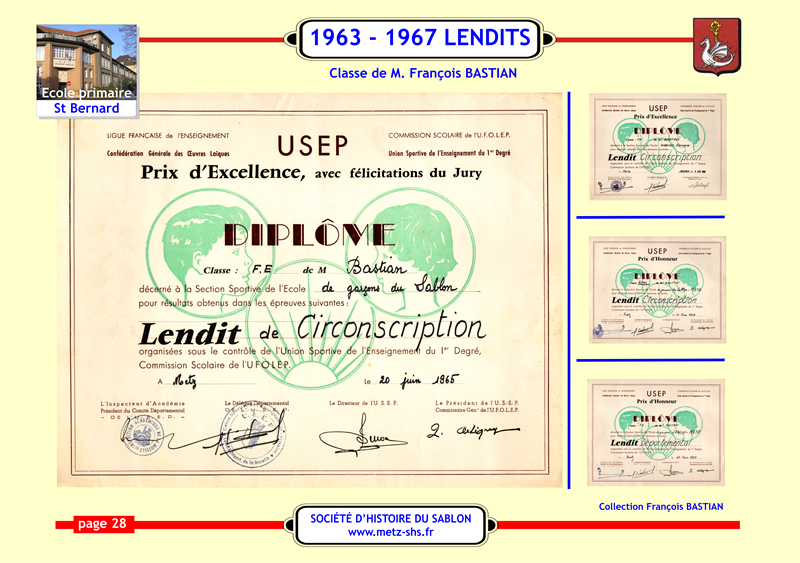 1963 - 1967 LENDITS
Classe de M. François BASTIAN
Ecole primaire
St Bernard
LIGUE FRANÇAISE de l'ENSEIGNEMENT
Confédération Générale des Œuvres Laïques
USEP
COMMISSION SCOLAIRE de l'U.F.O.L.E.P.
Union Sportive de l'Enseignement du 1er Degré
Prix d'Excellence, avec félicitations du Jury
DIPLÔME
Classe : F.E de M Bastian
décerné à la Section Sportive de l'Ecole de garçons du Sablon
pour résultats obtenus dans les épreuves suivantes :
Lendit de Circonscription
organisées sous le contrôle de l'Union Sportive de l'Enseignement du 1er Degré,
Commission Scolaire de l'U.F.O.L.E.P.
A Metz Le 20 juin 1965
L'Inspecteur d'Académie
Président du Comité Départemental
- DE L'U.S.E.P. -
Le Délégué Départemental
DE L'U.S.E.P.
Le Directeur de l'U.S.E.P.
Le Président de l'U.S.E.P.
Commissaire Génl de l'U.F.O.L.E.P.
USEP
Prix d'Excellence
DIPLÔME
Lendit Circonscription
USEP
Prix d'Honneur
DIPLÔME
Lendit Circonscription
USEP
Prix d'Honneur
DIPLÔME
Lendit Départemental
Collection François BASTIAN
page 28
SOCIÉTÉ D'HISTOIRE DU SABLON
www.metz-shs.fr